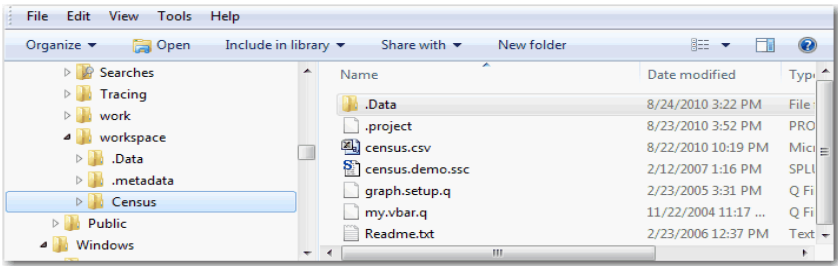 File Edit View Tools Help
Organize Open Include in library Share with New folder
Searches
Tracing
work
workspace
.Data
.metadata
Census
Public
Windows
Name Date modified Typ
.Data 8/24/2010 3:22 PM File
.project 8/23/2010 3:52 PM PRO
census.csv 8/22/2010 10:19 PM Micr
census.demo.ssc 2/12/2007 1:16 PM SPLU
graph.setup.q 2/23/2005 3:31 PM Q Fi
my.vbar.q 11/22/2004 11:17 ... Q Fi
Readme.txt 2/23/2006 12:37 PM Text